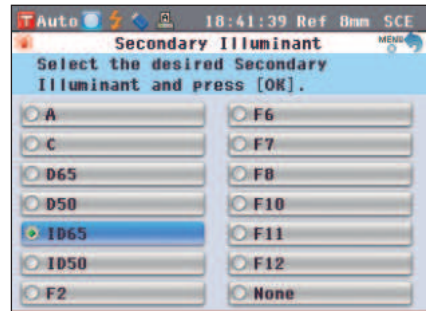 TAuto 18:41:39 Ref 8mm SCE
Secondary Illuminant MENU
Select the desired Secondary
Illuminant and press [OK].
A F6
C F7
D65 F8
D50 F10
ID65 F11
ID50 F12
F2 None